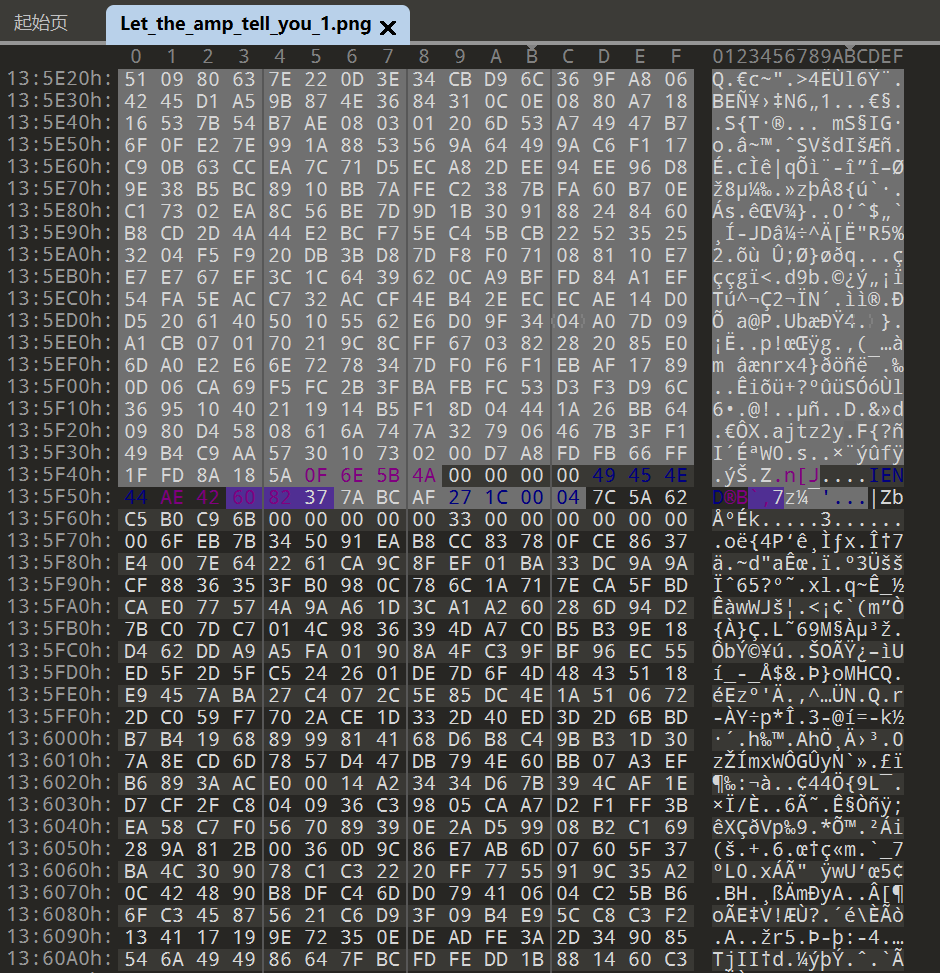 起始页 Let_the_amp_tell_you_1.png ×
0 1 2 3 4 5 6 7 8 9 A B C D E F 0123456789ABCDEF
13:5E20h: 51 09 80 63 7E 22 0D 3E 34 CB D9 6C 36 9F A8 06 Q.€c~".>4ËÙl6Ÿ¨.
13:5E30h: 42 45 D1 A5 9B 87 4E 36 84 31 0C 0E 08 80 A7 18 BEÑ¥›‡N6„1...€§.
13:5E40h: 16 53 7B 54 B7 AE 08 03 01 20 6D 53 A7 49 47 B7 .S{T·®... mS§IG·
13:5E50h: 6F 0F E2 7E 99 1A 88 53 56 9A 64 49 9A C6 F1 17 o.â~™.ˆSVšdIšÆñ.
13:5E60h: C9 0B 63 CC EA 7C 71 D5 EC A8 2D EE 94 EE 96 D8 É.cÌê|qÕì¨-î”î–Ø
13:5E70h: 9E 38 B5 BC 89 10 BB 7A FE C2 38 7B FA 60 B7 0E ž8µ¼‰.»zþÂ8{ú`·.
13:5E80h: C1 73 02 EA 8C 56 BE 7D 9D 1B 30 91 88 24 84 60 Ás.êŒV¾}..0‘ˆ$„`
13:5E90h: B8 CD 2D 4A 44 E2 BC F7 5E C4 5B CB 22 52 35 25 ¸Í-JDâ¼÷^Ä[Ë"R5%
13:5EA0h: 32 04 F5 F9 20 DB 3B D8 7D F8 F0 71 08 81 10 E7 2.õù Û;Ø}øðq...ç
13:5EB0h: E7 E7 67 EF 3C 1C 64 39 62 0C A9 BF FD 84 A1 EF ççgï<.d9b.©¿ý„¡ï
13:5EC0h: 54 FA 5E AC C7 32 AC CF 4E B4 2E EC EC AE 14 D0 Tú^¬Ç2¬ÏN´.ìì®.Ð
13:5ED0h: D5 20 61 40 50 10 55 62 E6 D0 9F 34 04 A0 7D 09 Õ a@P.UbæÐŸ4. }.
13:5EE0h: A1 CB 07 01 70 21 9C 8C FF 67 03 82 28 20 85 E0 ¡Ë..p!œŒÿg.‚( …à
13:5EF0h: 6D A0 E2 E6 6E 72 78 34 7D F0 F6 F1 EB AF 17 89 m âænrx4}ðöñë¯.‰
13:5F00h: 0D 06 CA 69 F5 FC 2B 3F BA FB FC 53 D3 F3 D9 6C ..Êiõü+?ºûüSÓóÙl
13:5F10h: 36 95 10 40 21 19 14 B5 F1 8D 04 44 1A 26 BB 64 6•.@!..µñ..D.&»d
13:5F20h: 09 80 D4 58 08 61 6A 74 7A 32 79 06 46 7B 3F F1 .€ÔX.ajtz2y.F{?ñ
13:5F30h: 49 B4 C9 AA 57 30 10 73 07 08 D7 A8 FD FB 66 FF I´ÉªW0.s..×¨ýûfÿ
13:5F40h: 1F FD 8A 18 5A 0F 6E 5B 4A 00 00 00 00 49 45 4E .ýŠ.Z.n[J....IEN
13:5F50h: 44 AE 42 60 82 37 7A BC AF 27 1C 00 04 7C 5A 62 D®B`‚7z¼¯'...|Zb
13:5F60h: C5 B0 C9 6B 00 00 00 00 00 33 00 00 00 00 00 00 Å°Ék.....3......
13:5F70h: 00 6F EB 7B 34 50 91 EA B8 CC 83 78 0F CE 86 37 .oë{4P‘ê¸Ìƒx.Î†7
13:5F80h: E4 00 7E 64 22 61 CA 9C 8F EF 01 BA 33 DC 9A 9A ä.~d"aÊœ.ï.º3Üšš
13:5F90h: CF 88 36 35 3F B0 98 0C 78 6C 1A 71 7E CA 5F BD Ïˆ65?°˜.xl.q~Ê_½
13:5FA0h: CA E0 77 57 4A 9A A6 1D 3C A1 A2 60 28 6D 94 D2 ÊàwWJš¦.<¡¢`(m”Ò
13:5FB0h: 7B C0 7D C7 01 4C 98 36 39 4D A7 C0 B5 B3 9E 18 {À}Ç.L˜69M§Àµ³ž.
13:5FC0h: D4 62 DD A9 A5 FA 01 90 8A 4F C3 9F BF 96 EC 55 ÔbÝ©¥ú..ŠOÃŸ¿–ìU
13:5FD0h: ED 5F 2D 5F C5 24 26 01 DE 7D 6F 4D 48 43 51 18 í_-_Å$&.Þ}oMHCQ.
13:5FE0h: E9 45 7A BA 27 C4 07 2C 5E 85 DC 4E 1A 51 06 72 éEzº'Ä.,^…ÜN.Q.r
13:5FF0h: 2D C0 59 F7 70 2A CE 1D 33 2D 40 ED 3D 2D 6B BD -ÀY÷p*Î.3-@í=-k½
13:6000h: B7 B4 19 68 89 99 81 41 68 D6 B8 C4 9B B3 1D 30 ·´.h‰™.AhÖ¸Ä›³.0
13:6010h: 7A 8E CD 6D 78 57 D4 47 DB 79 4E 60 BB 07 A3 EF zŽÍmxWÔGÛyN`».£ï
13:6020h: B6 89 3A AC E0 00 14 A2 34 34 D6 7B 39 4C AF 1E ¶‰:¬à..¢44Ö{9L¯.
13:6030h: D7 CF 2F C8 04 09 36 C3 98 05 CA A7 D2 F1 FF 3B ×Ï/È..6Ã˜.Ê§Òñÿ;
13:6040h: EA 58 C7 F0 56 70 89 39 0E 2A D5 99 08 B2 C1 69 êXÇðVp‰9.*Õ™.²Ái
13:6050h: 28 9A 81 2B 00 36 0D 9C 86 E7 AB 6D 07 60 5F 37 (š.+.6.œ†ç«m.`_7
13:6060h: BA 4C 30 90 78 C1 C3 22 20 FF 77 55 91 9C 35 A2 ºL0.xÁÃ" ÿwU‘œ5¢
13:6070h: 0C 42 48 90 B8 DF C4 6D D0 79 41 06 04 C2 5B B6 .BH.¸ßÄmÐyA..Â[¶
13:6080h: 6F C3 45 87 56 21 C6 D9 3F 09 B4 E9 5C C8 C3 F2 oÃE‡V!ÆÙ?.´é\ÈÃò
13:6090h: 13 41 17 19 9E 72 35 0E DE AD FE 3A 2D 34 90 85 .A..žr5.Þ-þ:-4.…
13:60A0h: 54 6A 49 49 86 64 7F BC FD FE DD 1B 88 14 60 C3